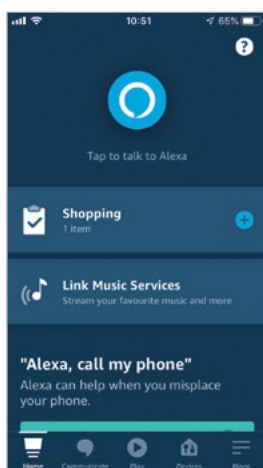 10:51
65%
?
Tap to talk to Alexa
Shopping
1 item
Link Music Services
Stream your favourite music and more
"Alexa, call my phone"
Alexa can help when you misplace
your phone.
Home Communicate Play Devices More